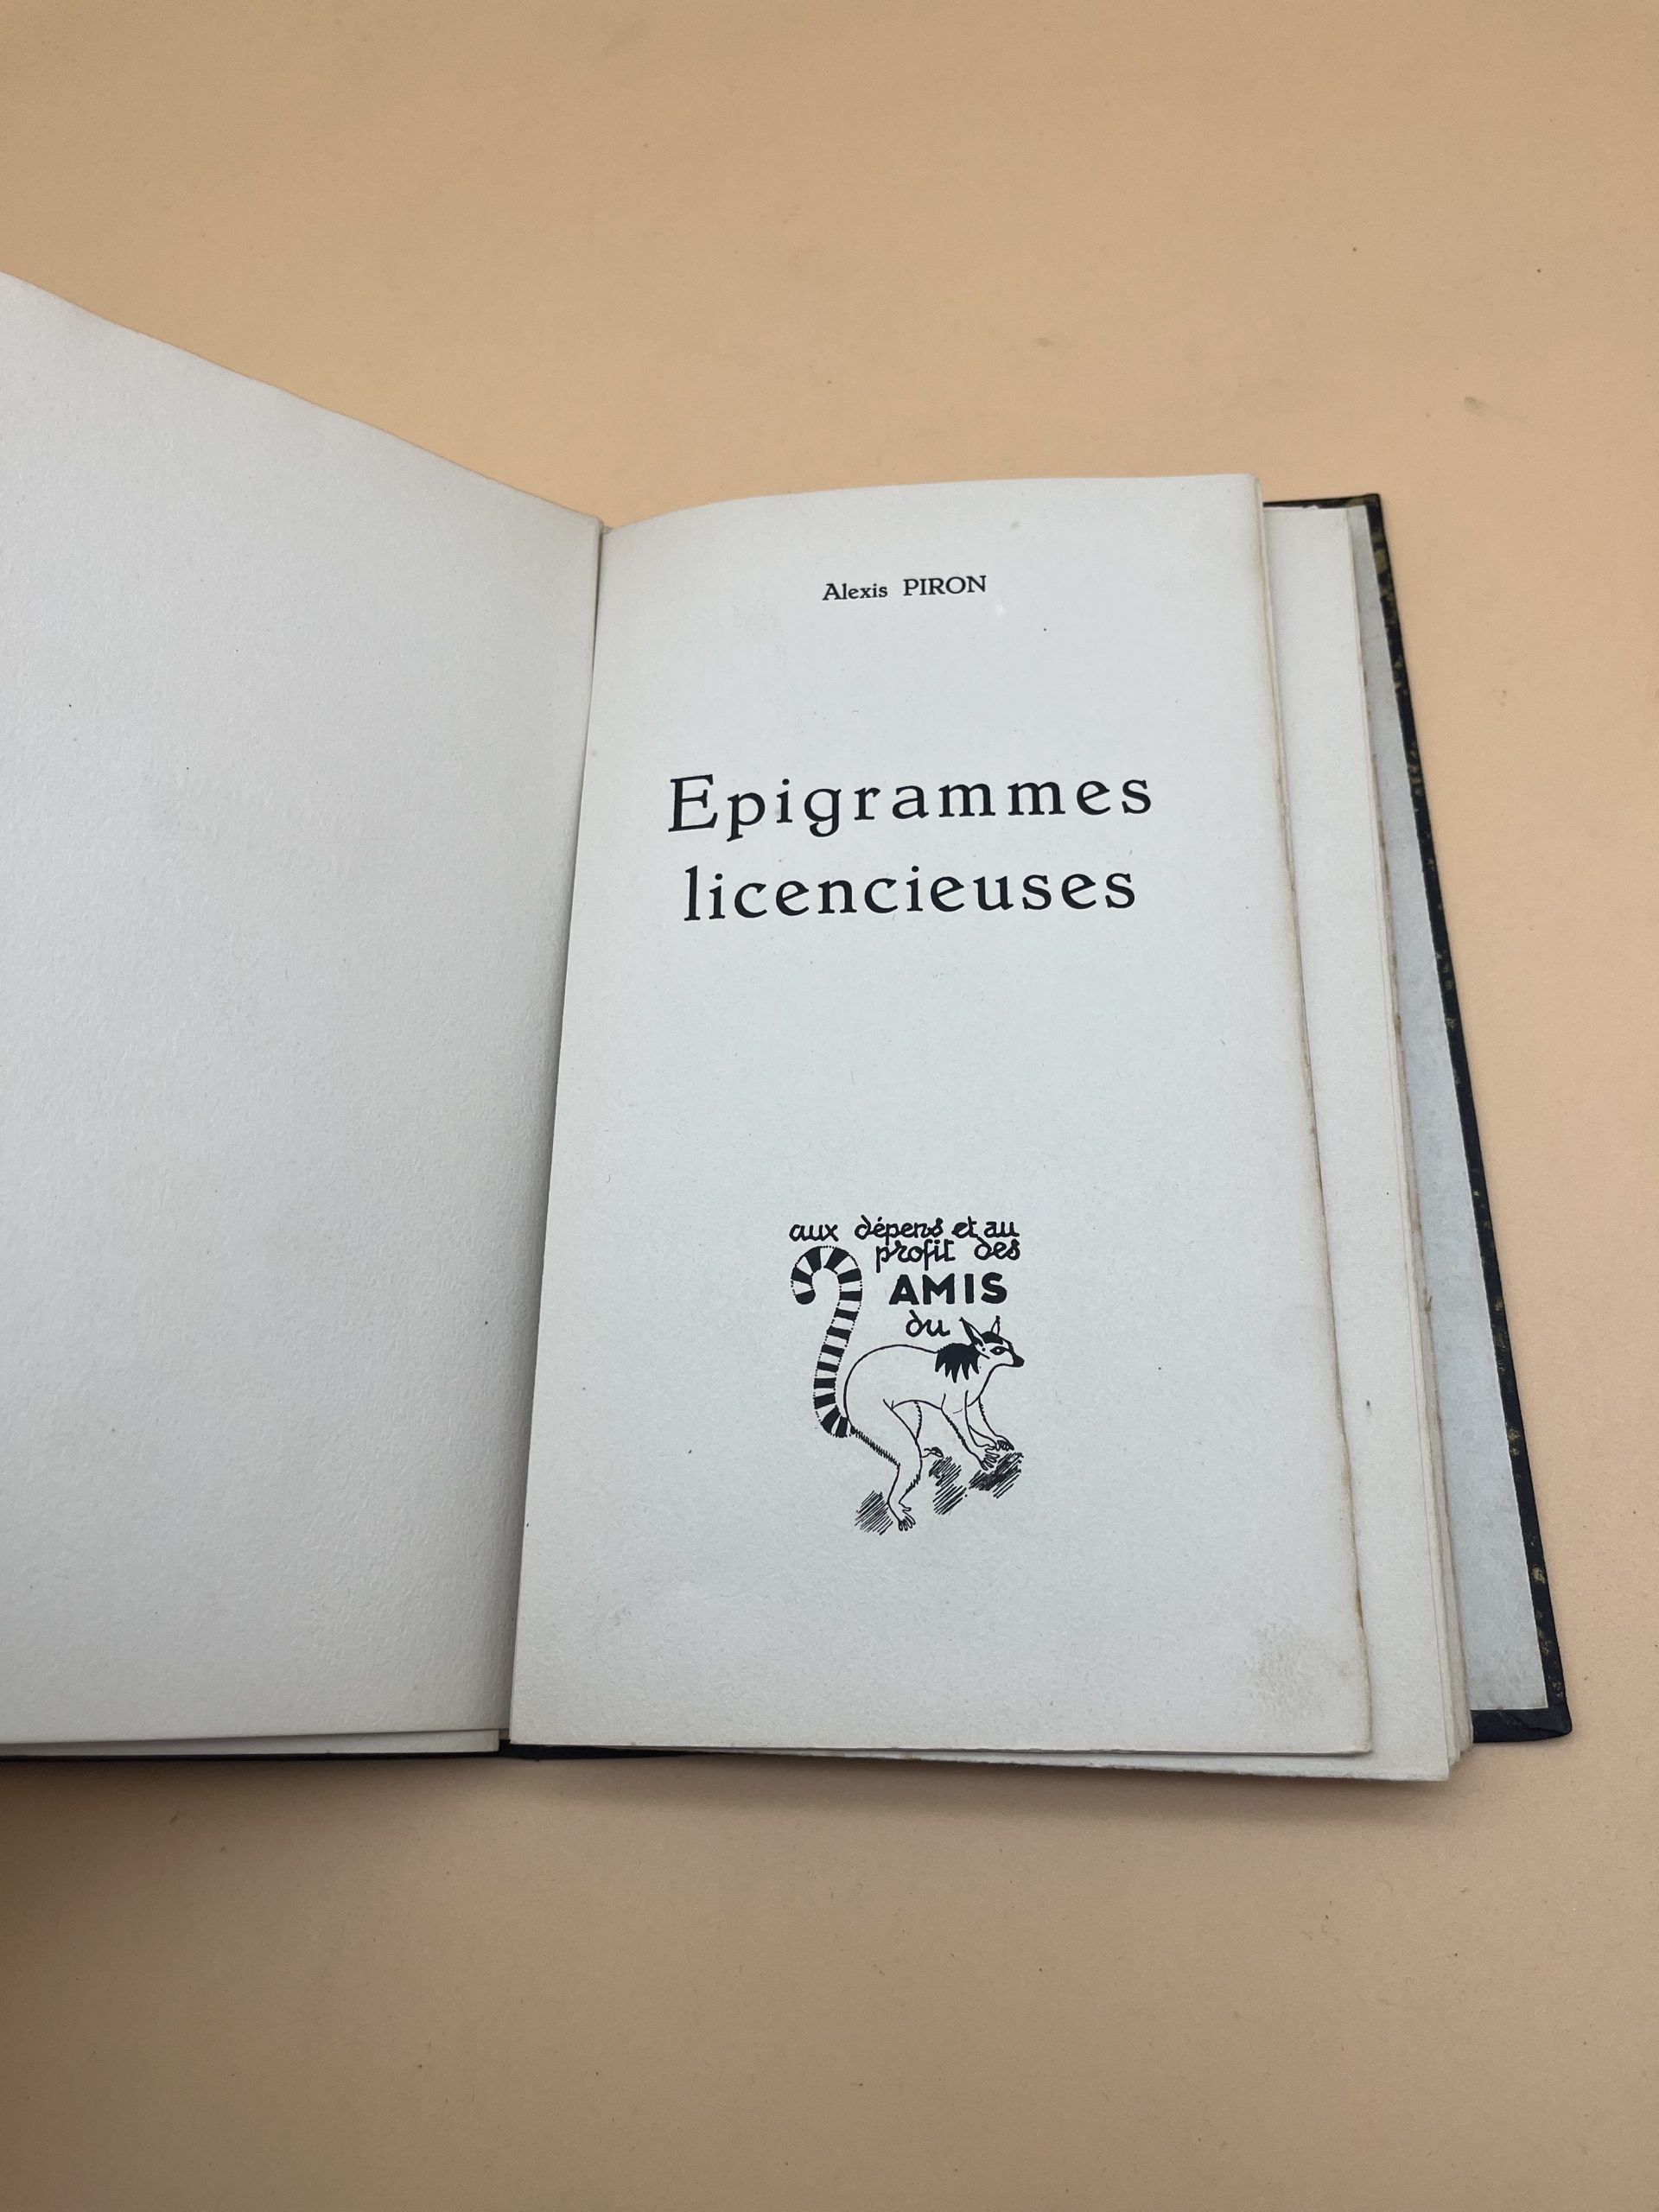 Alexis PIRON
Epigrammes
licencieuses
aux dépens et au
profit des
AMIS
du